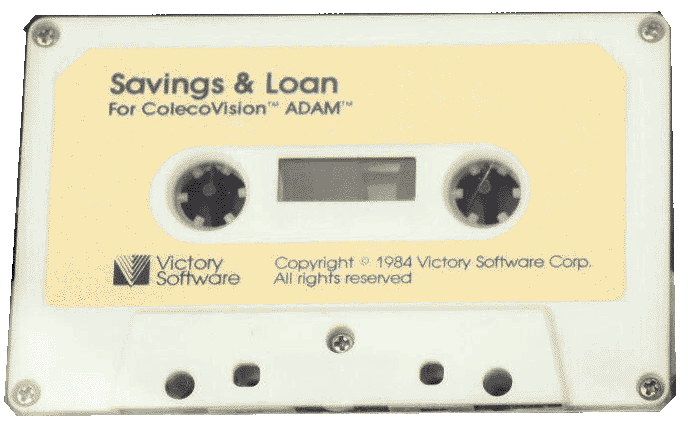 Savings & Loan
For ColecoVision™ ADAM™
Victory
Software
Copyright © 1984 Victory Software Corp.
All rights reserved